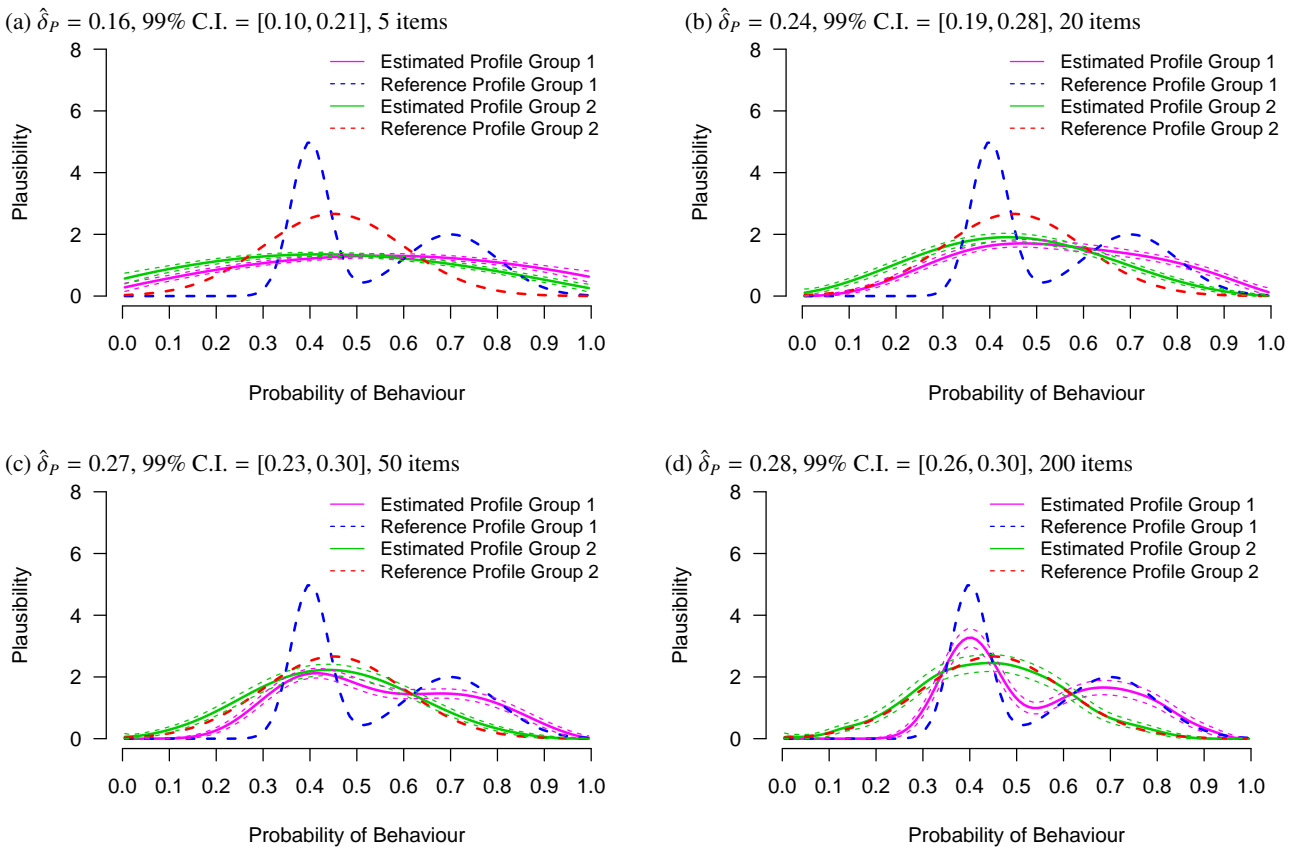 (a) δ̂_P = 0.16, 99% C.I. = [0.10, 0.21], 5 items
8
6
4
2
0
Plausibility
Estimated Profile Group 1
Reference Profile Group 1
Estimated Profile Group 2
Reference Profile Group 2
0.0 0.1 0.2 0.3 0.4 0.5 0.6 0.7 0.8 0.9 1.0
Probability of Behaviour
(b) δ̂_P = 0.24, 99% C.I. = [0.19, 0.28], 20 items
8
6
4
2
0
Plausibility
Estimated Profile Group 1
Reference Profile Group 1
Estimated Profile Group 2
Reference Profile Group 2
0.0 0.1 0.2 0.3 0.4 0.5 0.6 0.7 0.8 0.9 1.0
Probability of Behaviour
(c) δ̂_P = 0.27, 99% C.I. = [0.23, 0.30], 50 items
8
6
4
2
0
Plausibility
Estimated Profile Group 1
Reference Profile Group 1
Estimated Profile Group 2
Reference Profile Group 2
0.0 0.1 0.2 0.3 0.4 0.5 0.6 0.7 0.8 0.9 1.0
Probability of Behaviour
(d) δ̂_P = 0.28, 99% C.I. = [0.26, 0.30], 200 items
8
6
4
2
0
Plausibility
Estimated Profile Group 1
Reference Profile Group 1
Estimated Profile Group 2
Reference Profile Group 2
0.0 0.1 0.2 0.3 0.4 0.5 0.6 0.7 0.8 0.9 1.0
Probability of Behaviour